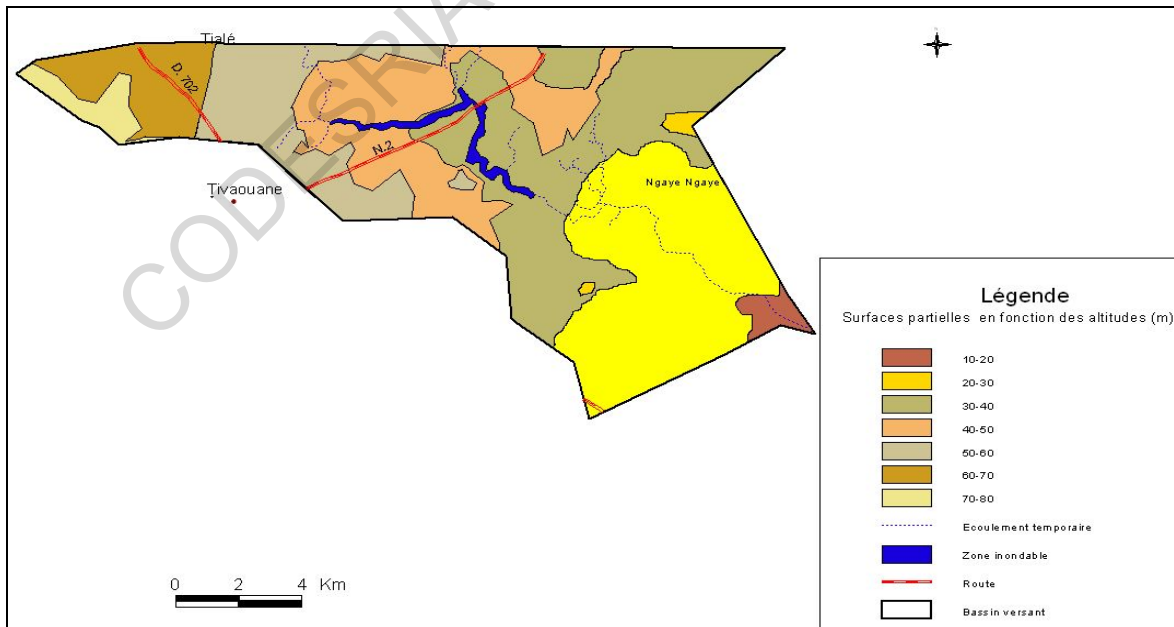 CODESRIA
Tialé
D. 702
N.2
Tivaouane
Ngaye Ngaye
0 2 4 Km
Légende
Surfaces partielles en fonction des altitudes (m)
10-20
20-30
30-40
40-50
50-60
60-70
70-80
Ecoulement temporaire
Zone inondable
Route
Bassin versant